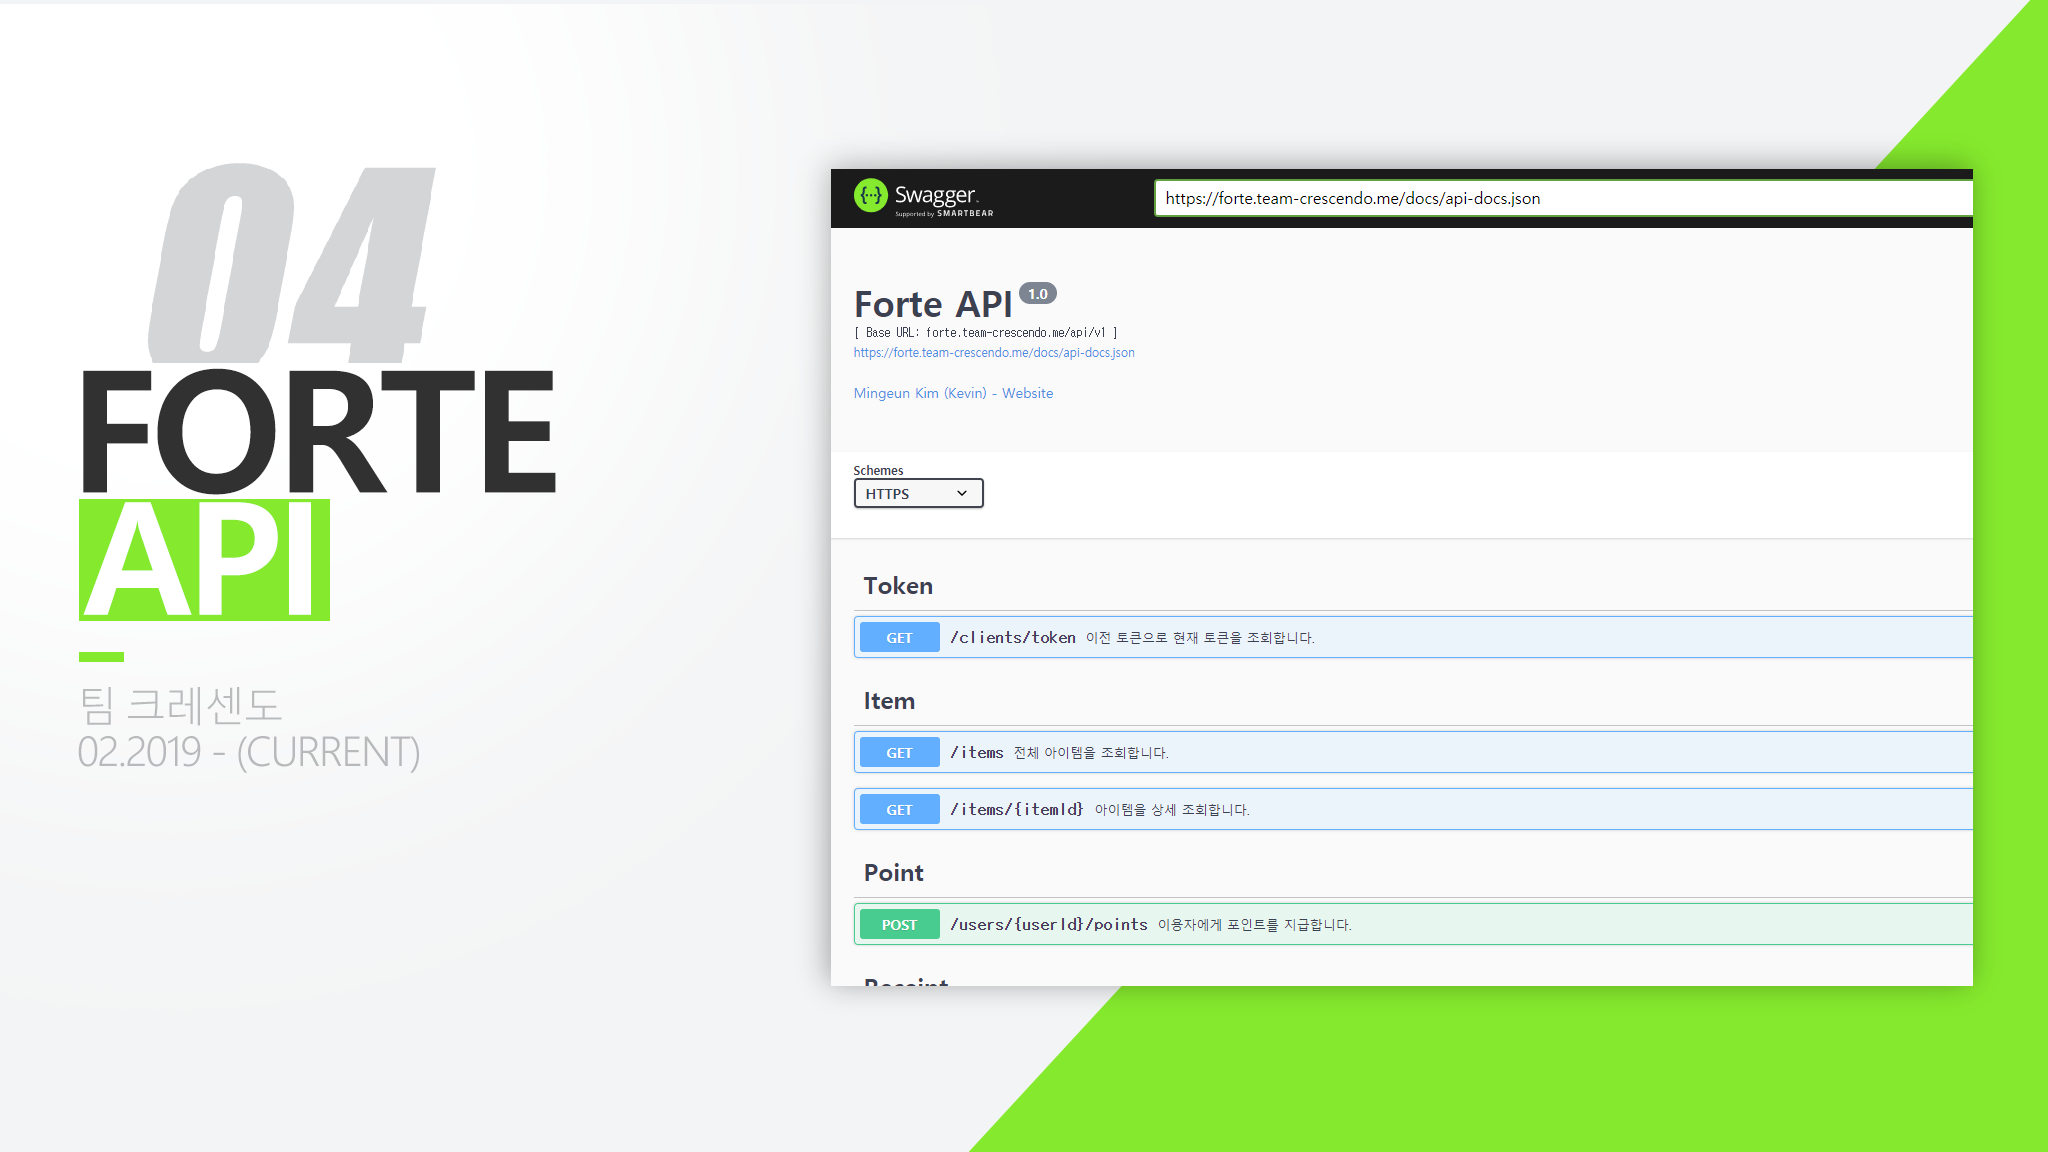 04
FORTE
API
팀 크레센도
02.2019 - (CURRENT)
Swagger
Supported by SMARTBEAR
https://forte.team-crescendo.me/docs/api-docs.json
Forte API 1.0
[ Base URL: forte.team-crescendo.me/api/v1 ]
https://forte.team-crescendo.me/docs/api-docs.json
Mingeun Kim (Kevin) - Website
Schemes
HTTPS
Token
GET /clients/token 이전 토큰으로 현재 토큰을 조회합니다.
Item
GET /items 전체 아이템을 조회합니다.
GET /items/{itemId} 아이템을 상세 조회합니다.
Point
POST /users/{userId}/points 이용자에게 포인트를 지급합니다.
Receipt